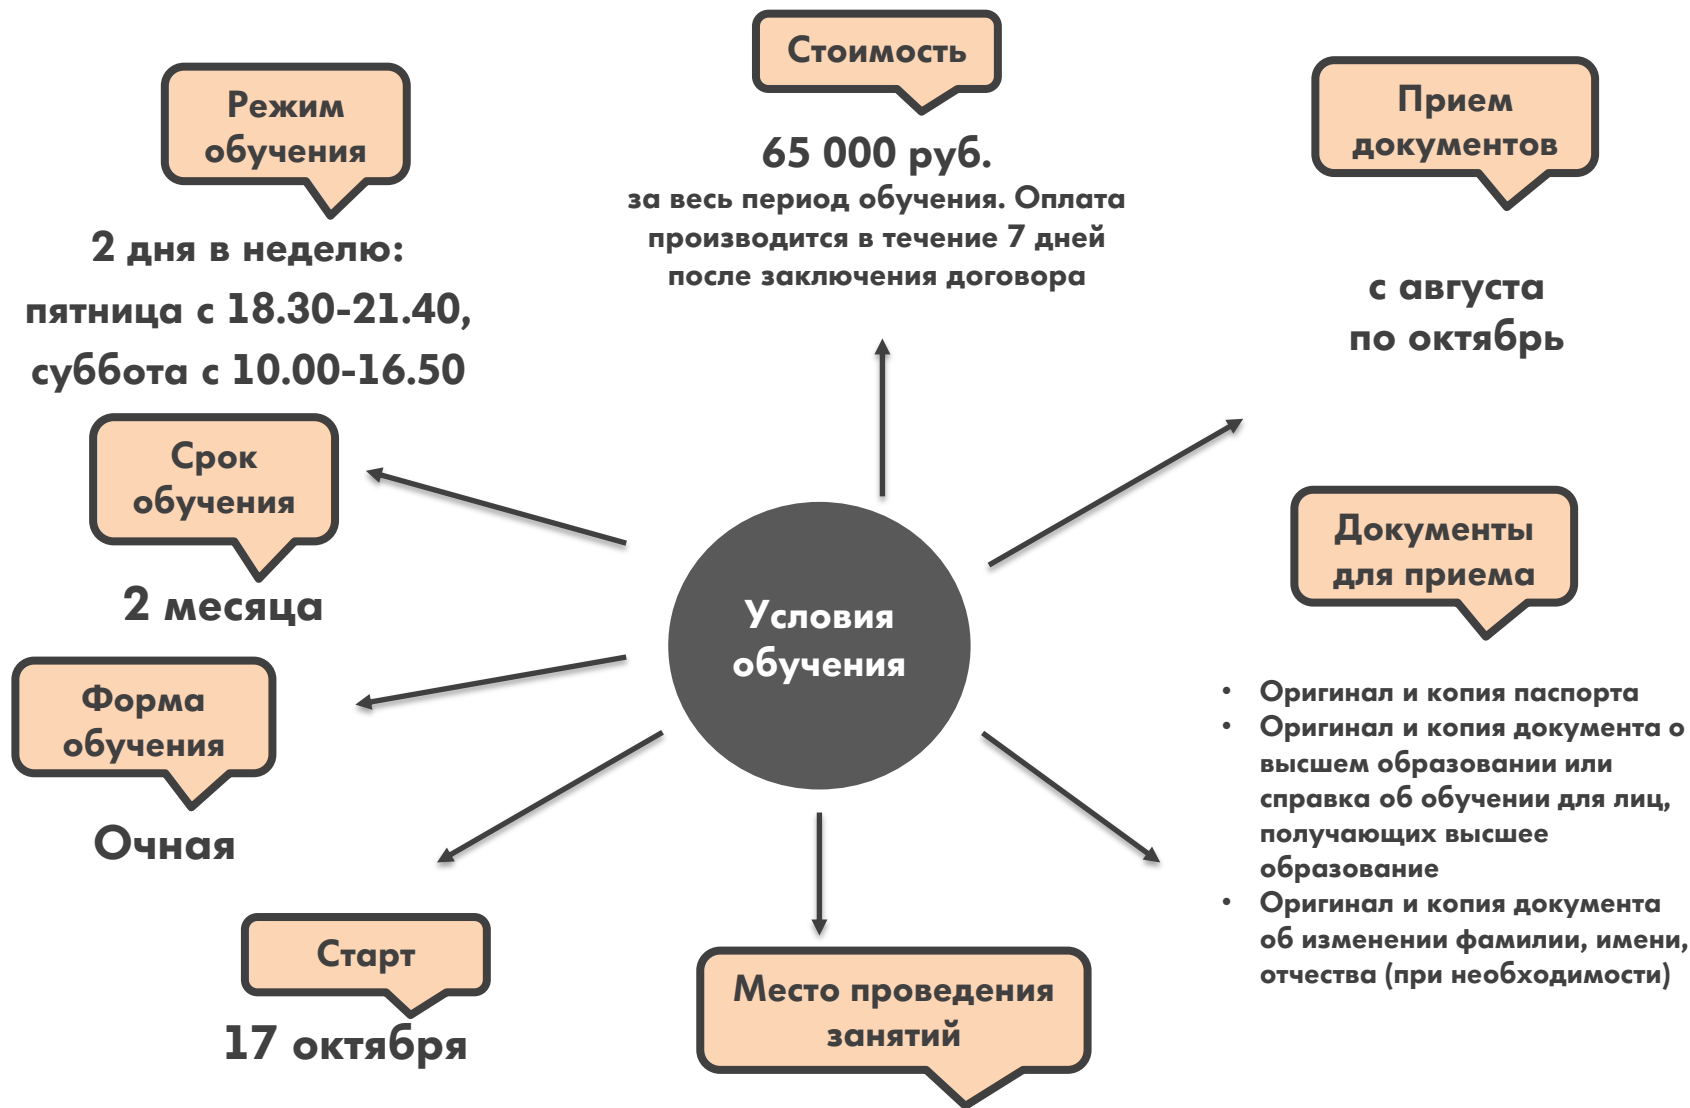 Стоимость
65 000 руб.
за весь период обучения. Оплата
производится в течение 7 дней
после заключения договора
Режим
обучения
2 дня в неделю:
пятница с 18.30-21.40,
суббота с 10.00-16.50
Прием
документов
с августа
по октябрь
Срок
обучения
2 месяца
Документы
для приема
• Оригинал и копия паспорта
• Оригинал и копия документа о
высшем образовании или
справка об обучении для лиц,
получающих высшее
образование
• Оригинал и копия документа
об изменении фамилии, имени,
отчества (при необходимости)
Условия
обучения
Форма
обучения
Очная
Старт
17 октября
Место проведения
занятий